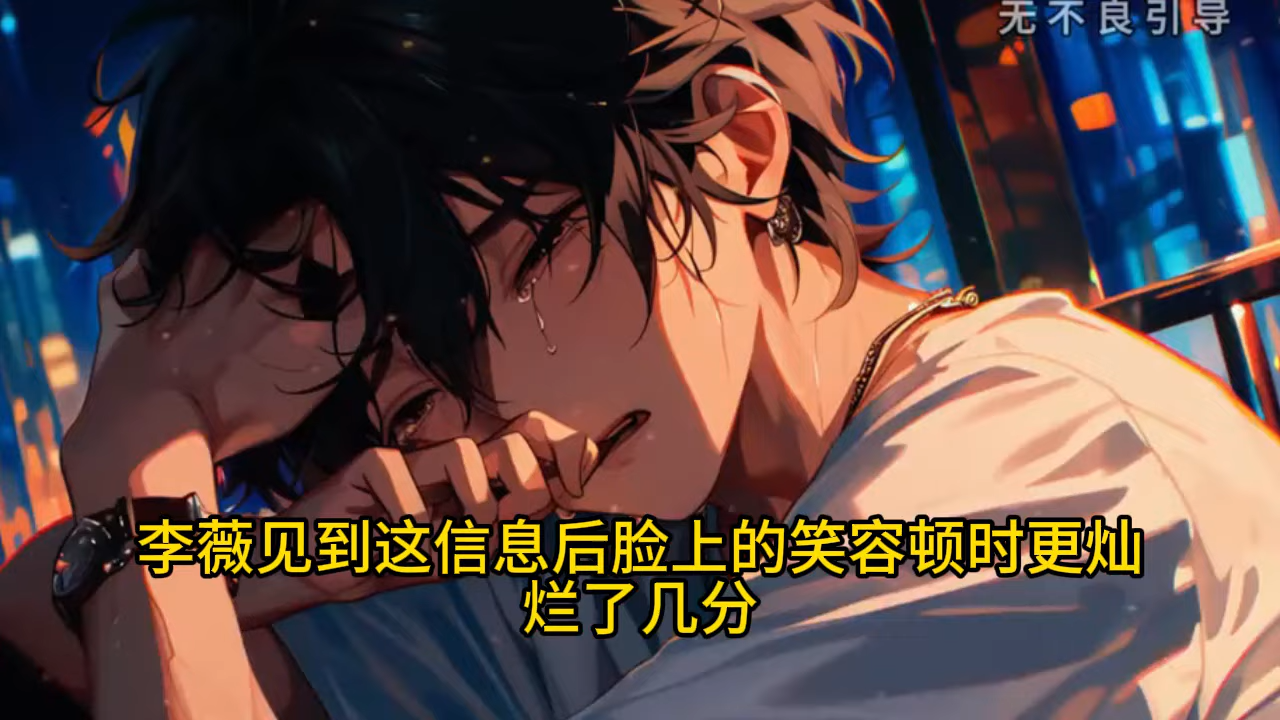 无不良引导
李薇见到这信息后脸上的笑容顿时更灿
烂了几分